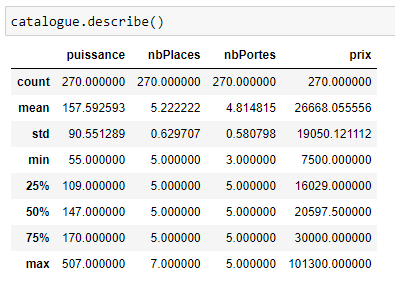 catalogue.describe()
puissance nbPlaces nbPortes prix
count 270.000000 270.000000 270.000000 270.000000
mean 157.592593 5.222222 4.814815 26668.055556
std 90.551289 0.629707 0.580798 19050.121112
min 55.000000 5.000000 3.000000 7500.000000
25% 109.000000 5.000000 5.000000 16029.000000
50% 147.000000 5.000000 5.000000 20597.500000
75% 170.000000 5.000000 5.000000 30000.000000
max 507.000000 7.000000 5.000000 101300.000000